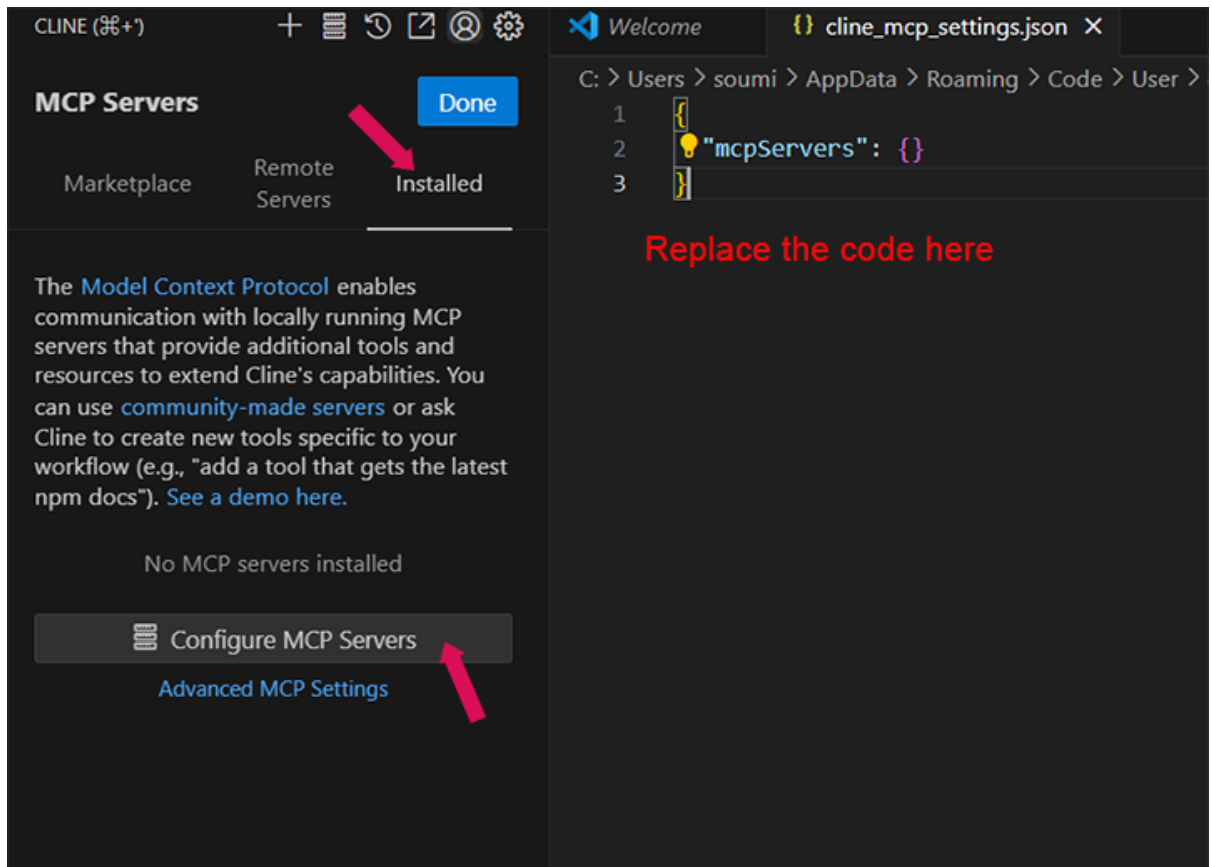 CLINE (⌘+')
MCP Servers
Done
Marketplace
Remote
Servers
Installed
The Model Context Protocol enables
communication with locally running MCP
servers that provide additional tools and
resources to extend Cline's capabilities. You
can use community-made servers or ask
Cline to create new tools specific to your
workflow (e.g., "add a tool that gets the latest
npm docs"). See a demo here.
No MCP servers installed
Configure MCP Servers
Advanced MCP Settings
Welcome
{} cline_mcp_settings.json ×
C: > Users > soumi > AppData > Roaming > Code > User >
1 {
2 "mcpServers": {}
3 }
Replace the code here